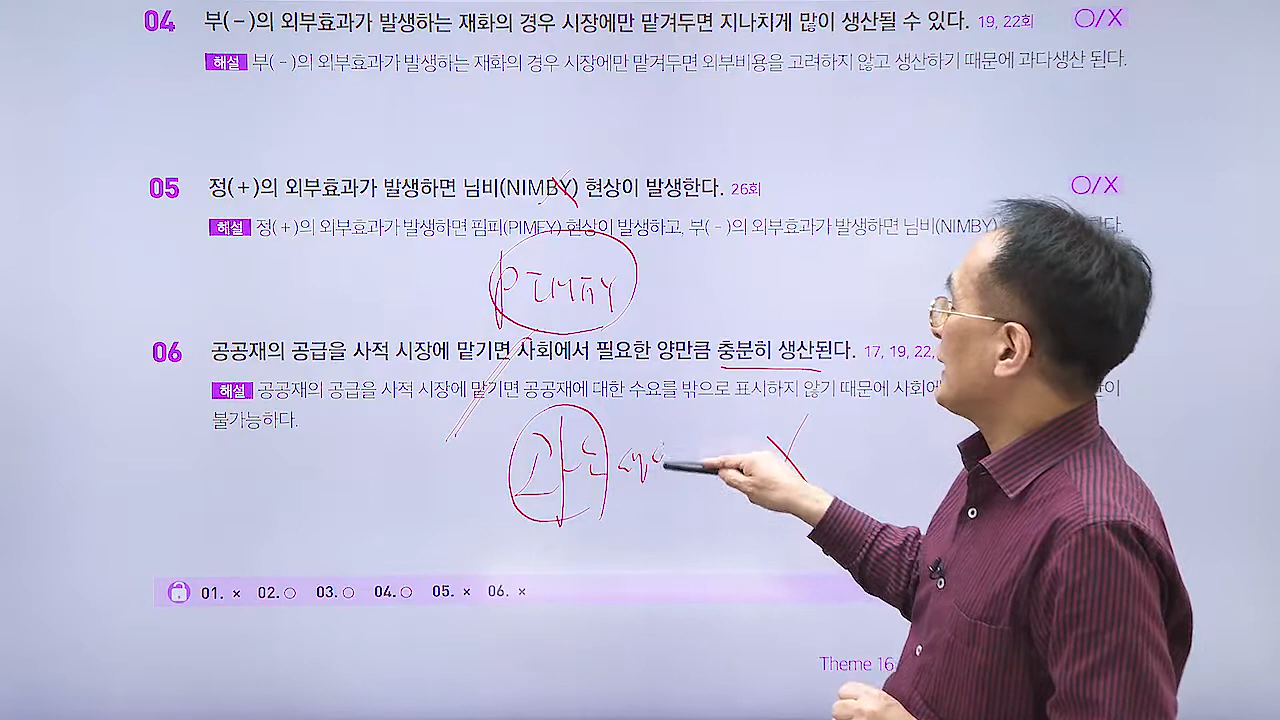 04 부(-)의 외부효과가 발생하는 재화의 경우 시장에만 맡겨두면 지나치게 많이 생산될 수 있다. 19, 22회 O/X
해설 부(-)의 외부효과가 발생하는 재화의 경우 시장에만 맡겨두면 외부비용을 고려하지 않고 생산하기 때문에 과다생산 된다.
05 정(+)의 외부효과가 발생하면 님비(NIMBY) 현상이 발생한다. 26회 O/X
해설 정(+)의 외부효과가 발생하면 핌피(PIMFY) 현상이 발생하고, 부(-)의 외부효과가 발생하면 님비(NIMBY)
PIMFY
06 공공재의 공급을 사적 시장에 맡기면 사회에서 필요한 양만큼 충분히 생산된다. 17, 19, 22,
해설 공공재의 공급을 사적 시장에 맡기면 공공재에 대한 수요를 밖으로 표시하지 않기 때문에 사회에
불가능하다.
과소
01. × 02. ○ 03. ○ 04. ○ 05. × 06. ×
Theme 16